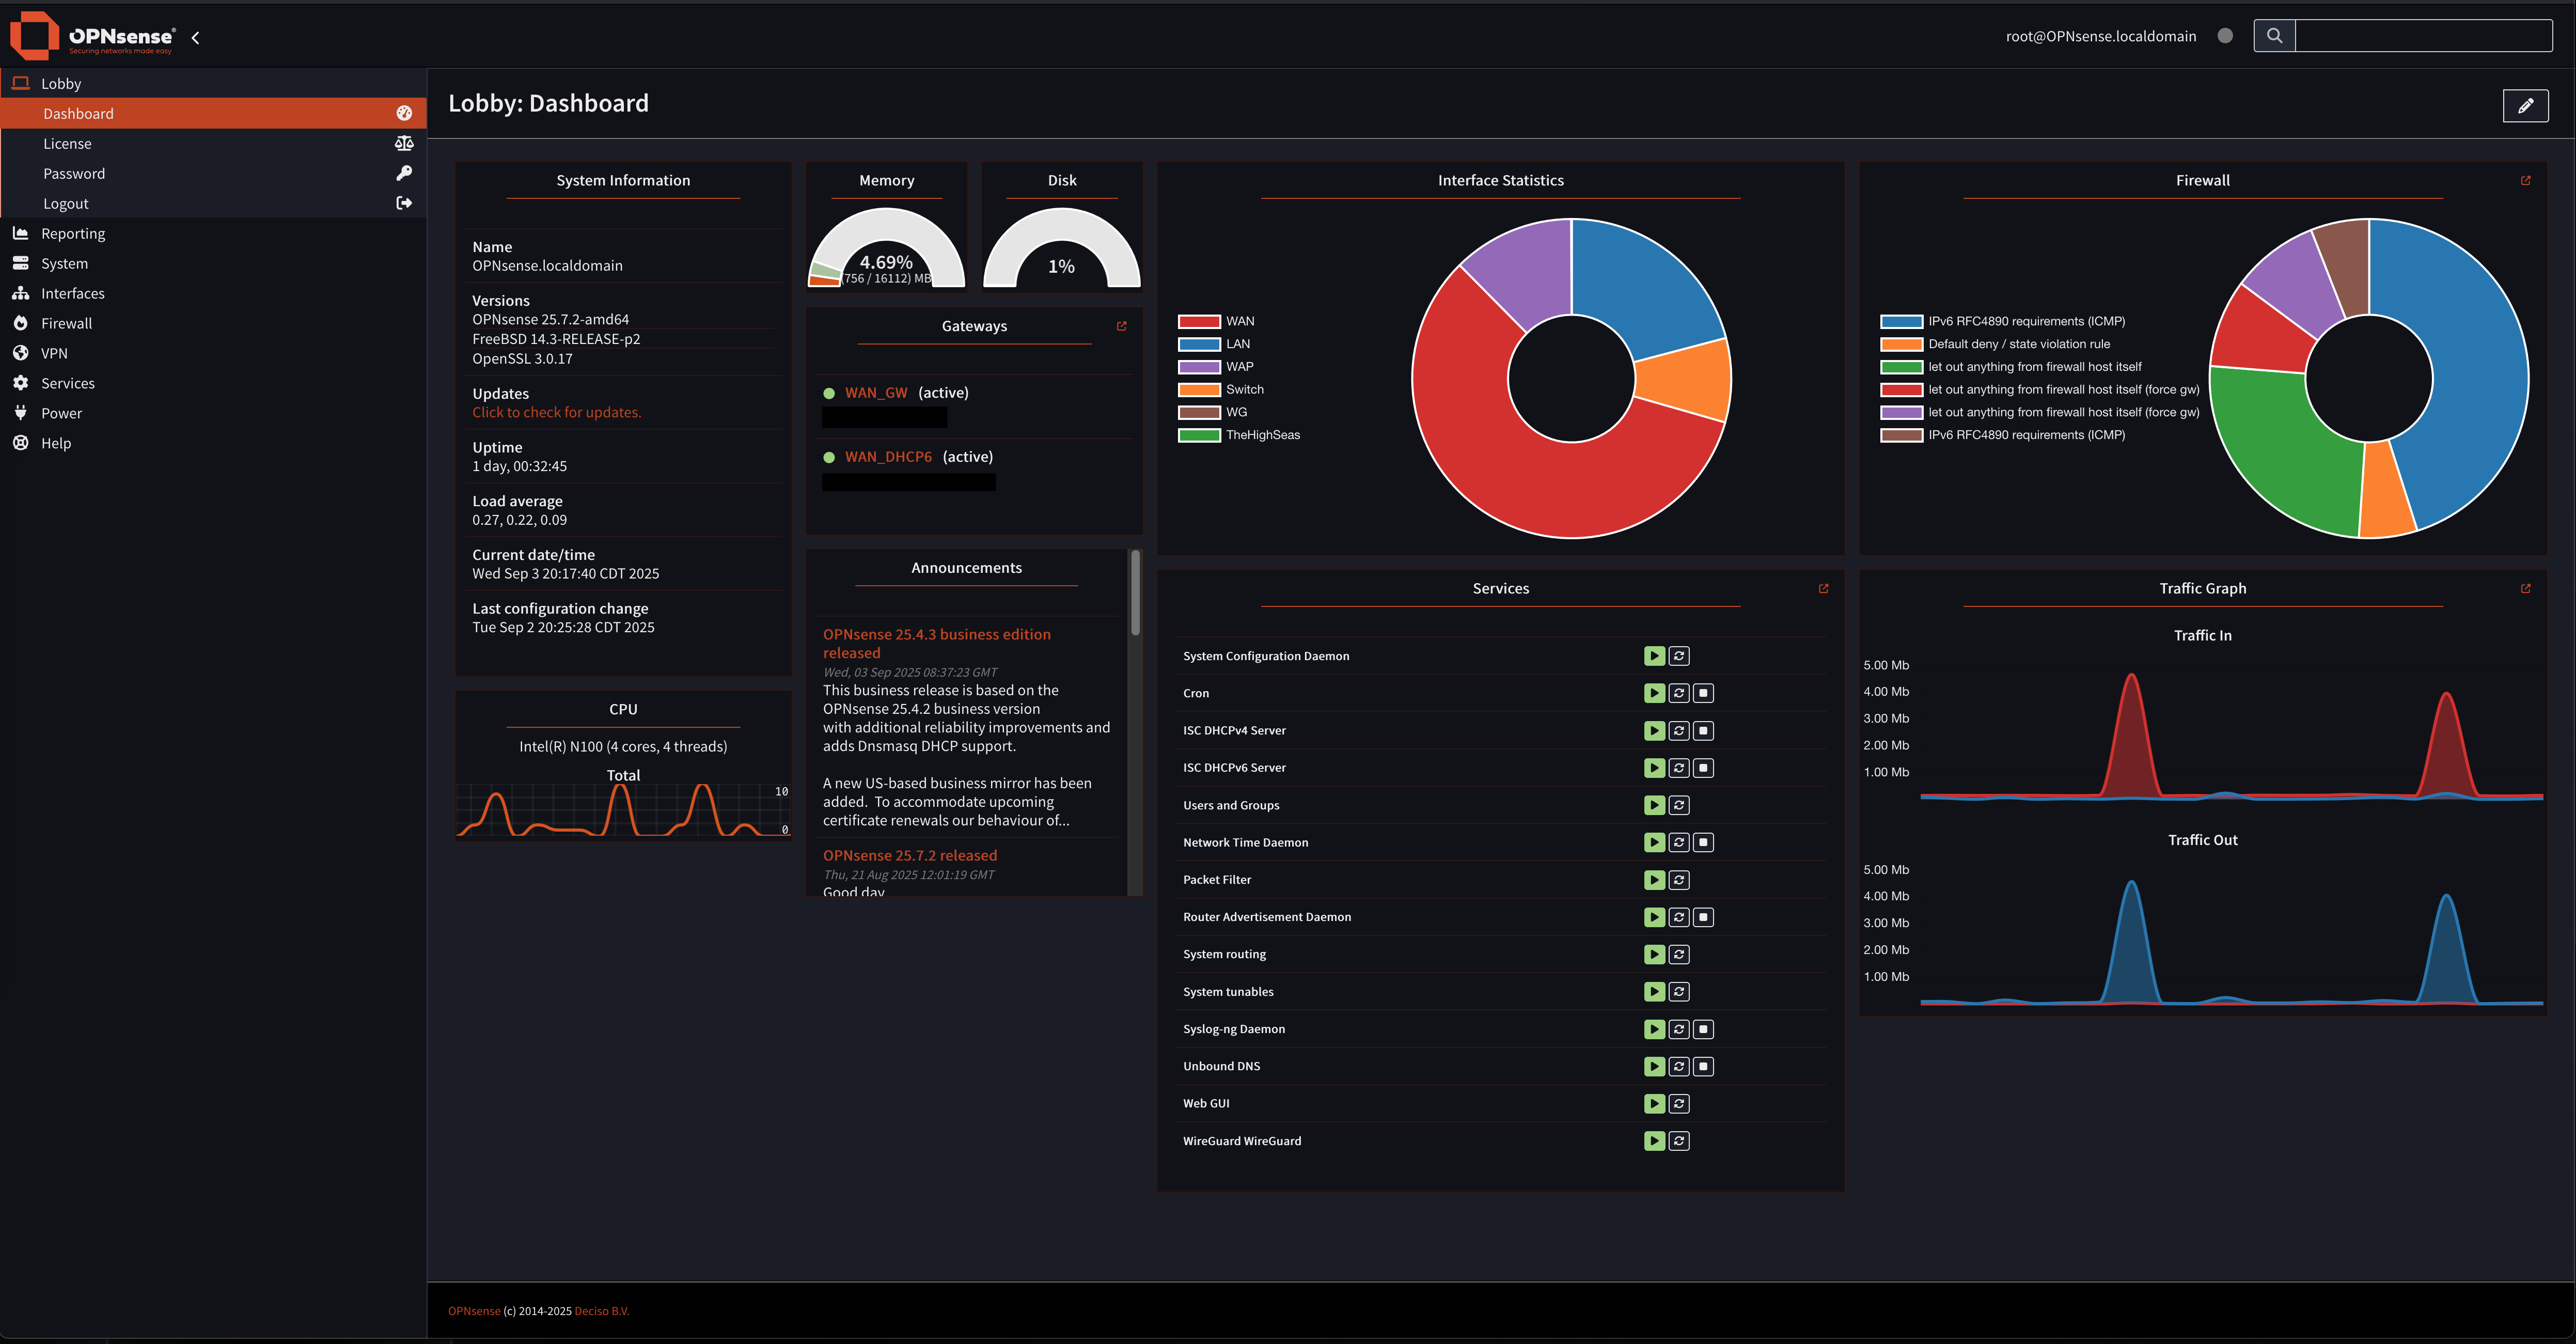 OPNsense®
Securing networks made easy
root@OPNsense.localdomain
Lobby
Dashboard
License
Password
Logout
Reporting
System
Interfaces
Firewall
VPN
Services
Power
Help
Lobby: Dashboard
System Information
Name
OPNsense.localdomain
Versions
OPNsense 25.7.2-amd64
FreeBSD 14.3-RELEASE-p2
OpenSSL 3.0.17
Updates
Click to check for updates.
Uptime
1 day, 00:32:45
Load average
0.27, 0.22, 0.09
Current date/time
Wed Sep 3 20:17:40 CDT 2025
Last configuration change
Tue Sep 2 20:25:28 CDT 2025
CPU
Intel(R) N100 (4 cores, 4 threads)
Total
10
0
Memory
4.69%
(756 / 16112) MB
Disk
1%
Gateways
WAN_GW (active)
WAN_DHCP6 (active)
Announcements
OPNsense 25.4.3 business edition
released
Wed, 03 Sep 2025 08:37:23 GMT
This business release is based on the
OPNsense 25.4.2 business version
with additional reliability improvements and
adds Dnsmasq DHCP support.
A new US-based business mirror has been
added. To accommodate upcoming
certificate renewals our behaviour of...
OPNsense 25.7.2 released
Thu, 21 Aug 2025 12:01:19 GMT
Good day
Interface Statistics
WAN
LAN
WAP
Switch
WG
TheHighSeas
Services
System Configuration Daemon
Cron
ISC DHCPv4 Server
ISC DHCPv6 Server
Users and Groups
Network Time Daemon
Packet Filter
Router Advertisement Daemon
System routing
System tunables
Syslog-ng Daemon
Unbound DNS
Web GUI
WireGuard WireGuard
Firewall
IPv6 RFC4890 requirements (ICMP)
Default deny / state violation rule
let out anything from firewall host itself
let out anything from firewall host itself (force gw)
let out anything from firewall host itself (force gw)
IPv6 RFC4890 requirements (ICMP)
Traffic Graph
Traffic In
5.00 Mb
4.00 Mb
3.00 Mb
2.00 Mb
1.00 Mb
Traffic Out
5.00 Mb
4.00 Mb
3.00 Mb
2.00 Mb
1.00 Mb
OPNsense (c) 2014-2025 Deciso B.V.